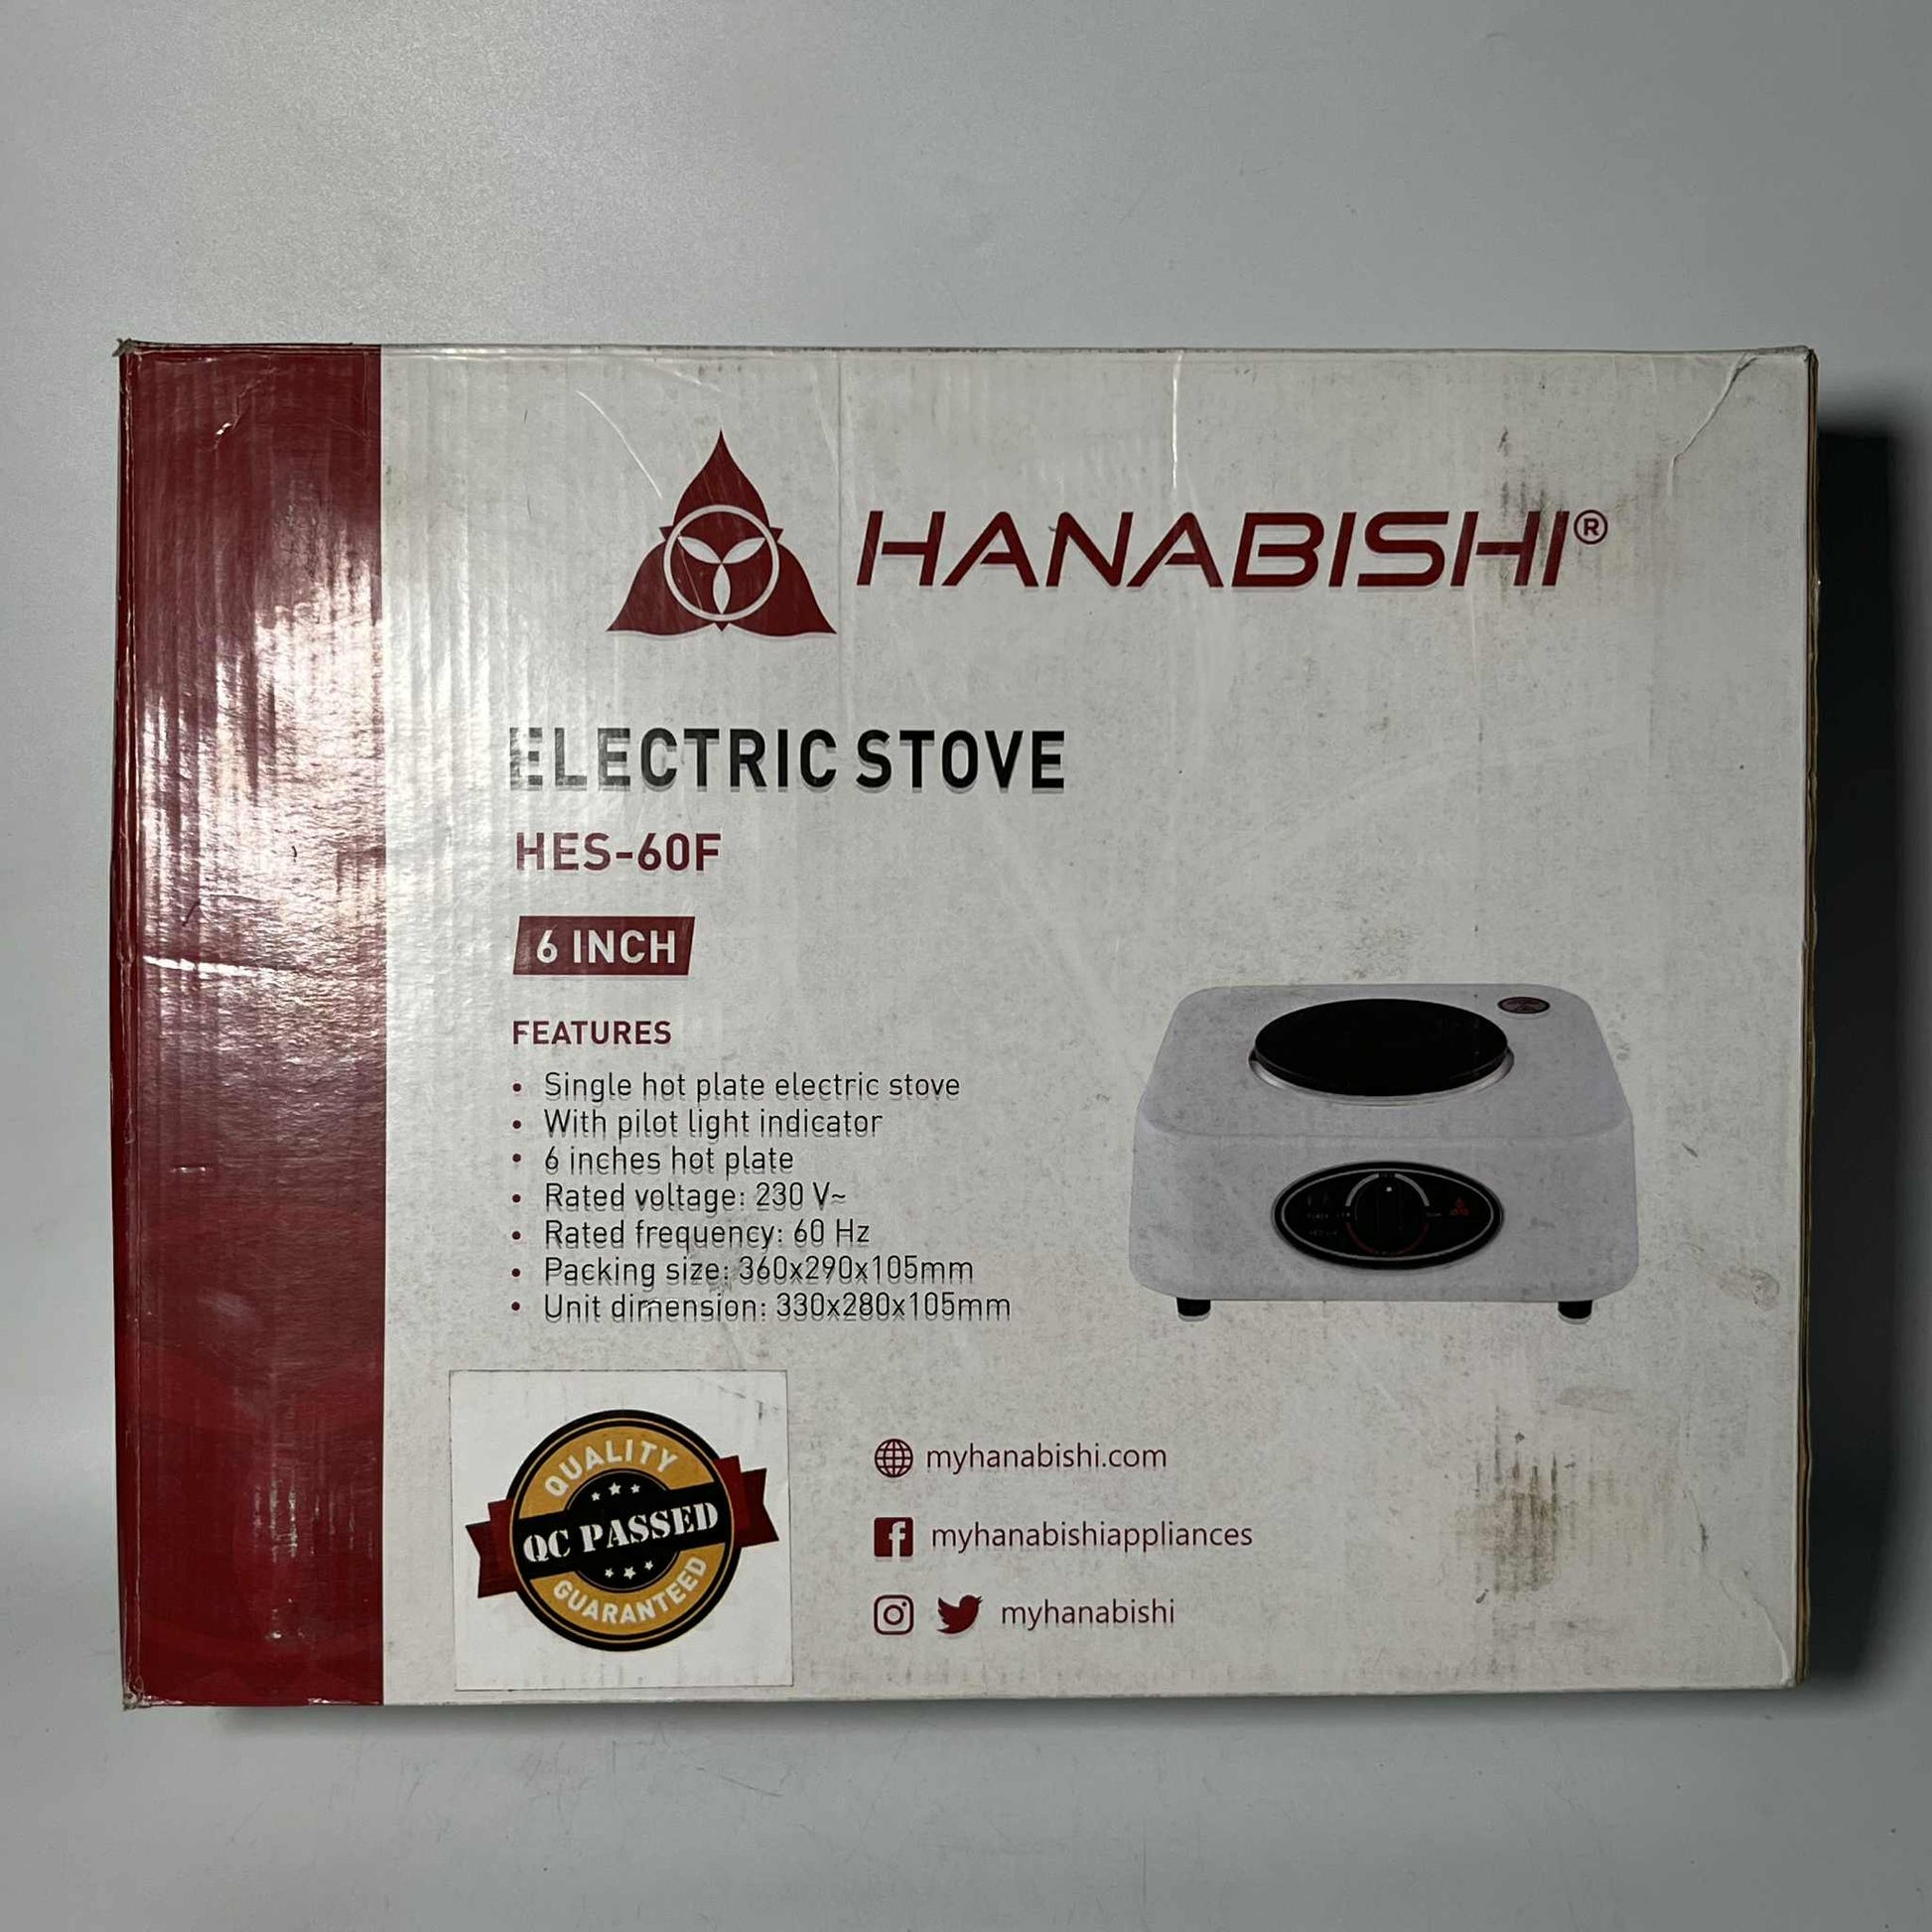 HANABISHI®
ELECTRIC STOVE
HES-60F
6 INCH
FEATURES
• Single hot plate electric stove
• With pilot light indicator
• 6 inches hot plate
• Rated voltage: 230 V~
• Rated frequency: 60 Hz
• Packing size: 360x290x105mm
• Unit dimension: 330x280x105mm
QUALITY
QC PASSED
GUARANTEED
myhanabishi.com
myhanabishiappliances
myhanabishi